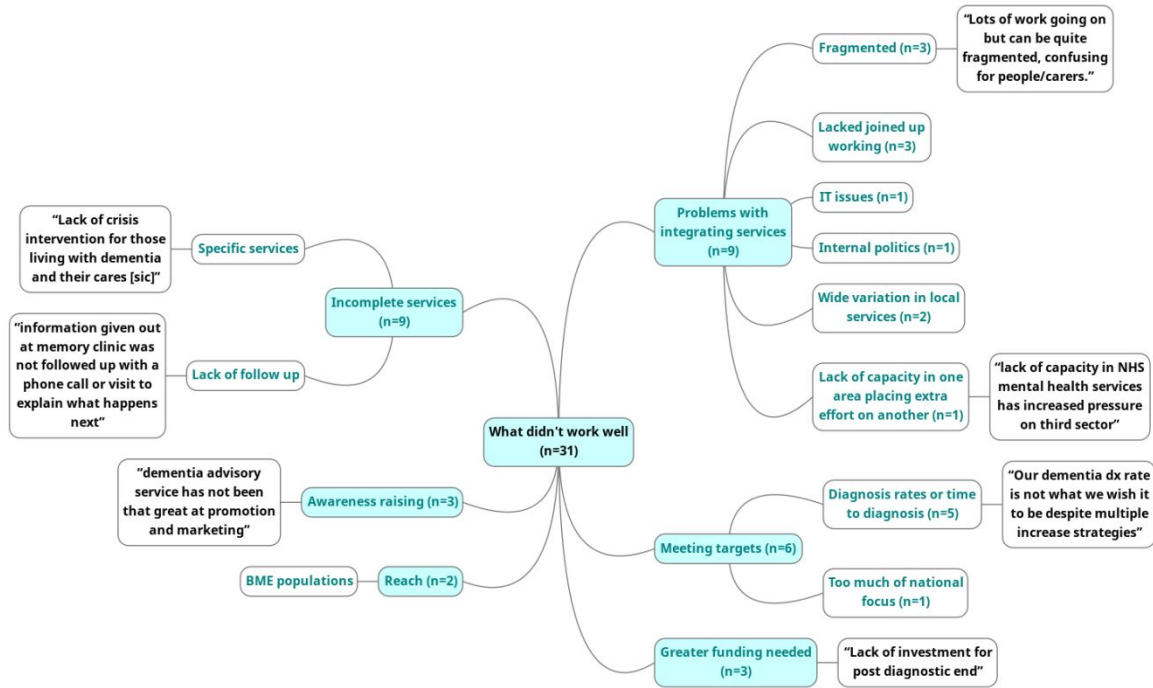 What didn't work well
(n=31)
Problems with
integrating services
(n=9)
Fragmented (n=3)
“Lots of work going on
but can be quite
fragmented, confusing
for people/carers.”
Lacked joined up
working (n=3)
IT issues (n=1)
Internal politics (n=1)
Wide variation in local
services (n=2)
Lack of capacity in one
area placing extra
effort on another (n=1)
“lack of capacity in NHS
mental health services
has increased pressure
on third sector”
Meeting targets (n=6)
Diagnosis rates or time
to diagnosis (n=5)
“Our dementia dx rate
is not what we wish it
to be despite multiple
increase strategies”
Too much of national
focus (n=1)
Greater funding needed
(n=3)
“Lack of investment for
post diagnostic end”
Incomplete services
(n=9)
Specific services
“Lack of crisis
intervention for those
living with dementia
and their cares [sic]”
Lack of follow up
“information given out
at memory clinic was
not followed up with a
phone call or visit to
explain what happens
next”
Awareness raising (n=3)
“dementia advisory
service has not been
that great at promotion
and marketing”
Reach (n=2)
BME populations